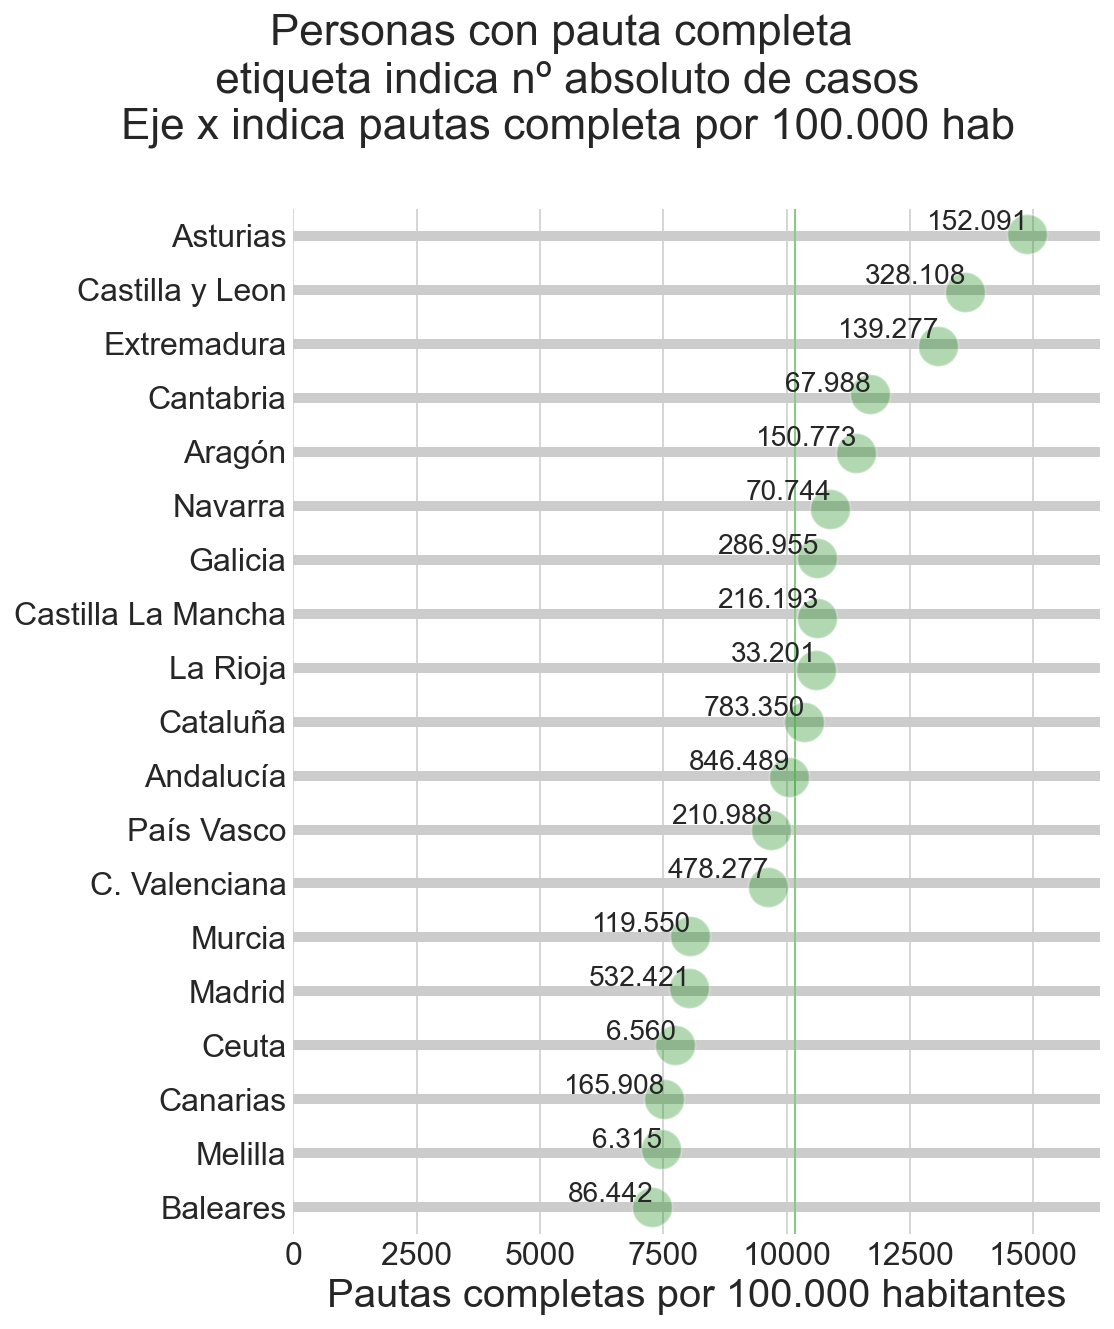 Personas con pauta completa
etiqueta indica nº absoluto de casos
Eje x indica pautas completa por 100.000 hab
Asturias 152.091
Castilla y Leon 328.108
Extremadura 139.277
Cantabria 67.988
Aragón 150.773
Navarra 70.744
Galicia 286.955
Castilla La Mancha 216.193
La Rioja 33.201
Cataluña 783.350
Andalucía 846.489
País Vasco 210.988
C. Valenciana 478.277
Murcia 119.550
Madrid 532.421
Ceuta 6.560
Canarias 165.908
Melilla 6.315
Baleares 86.442
0 2500 5000 7500 10000 12500 15000
Pautas completas por 100.000 habitantes